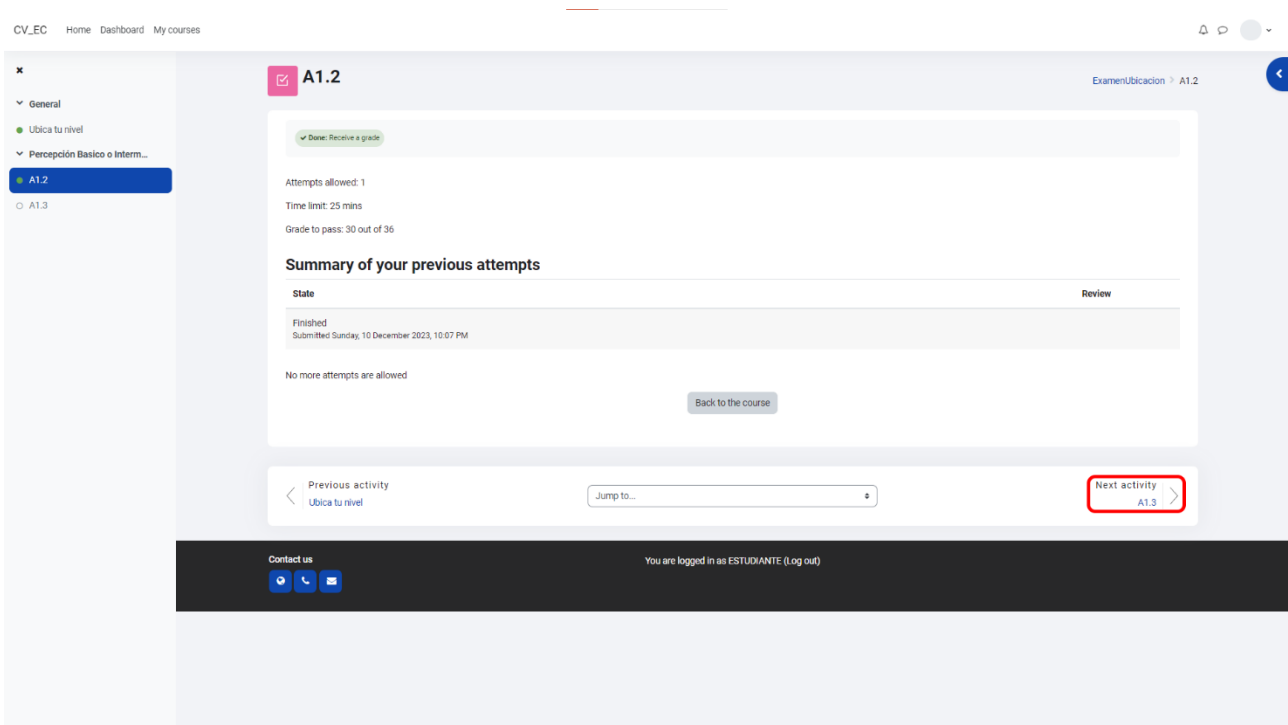 CV_EC Home Dashboard My courses
General
Ubica tu nivel
Percepción Basico o Interm...
A1.2
A1.3
A1.2
ExamenUbicacion > A1.2
Done: Receive a grade
Attempts allowed: 1
Time limit: 25 mins
Grade to pass: 30 out of 36
Summary of your previous attempts
State Review
Finished
Submitted Sunday, 10 December 2023, 10:07 PM
No more attempts are allowed
Back to the course
Previous activity
Ubica tu nivel
Jump to...
Next activity
A1.3
Contact us
You are logged in as ESTUDIANTE (Log out)